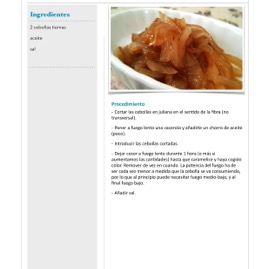 Ingredientes
2 cebollas tiernas
aceite
sal
Procedimiento
- Cortar las cebollas en juliana en el sentido de la fibra (no
transversal).
- Poner a fuego lento una cacerola y añadirle un chorro de aceite
(poco).
- Introducir las cebollas cortadas.
- Dejar cocer a fuego lento durante 1 hora (o más si
aumentamos las cantidades) hasta que caramelice y haya cogido
color. Remover de vez en cuando. La potencia del fuego ha de
ser cada vez menor a medida que la cebolla se va consumiendo,
por lo que al principio puede necesitar fuego medio-bajo, y al
final fuego bajo.
- Añadir sal.